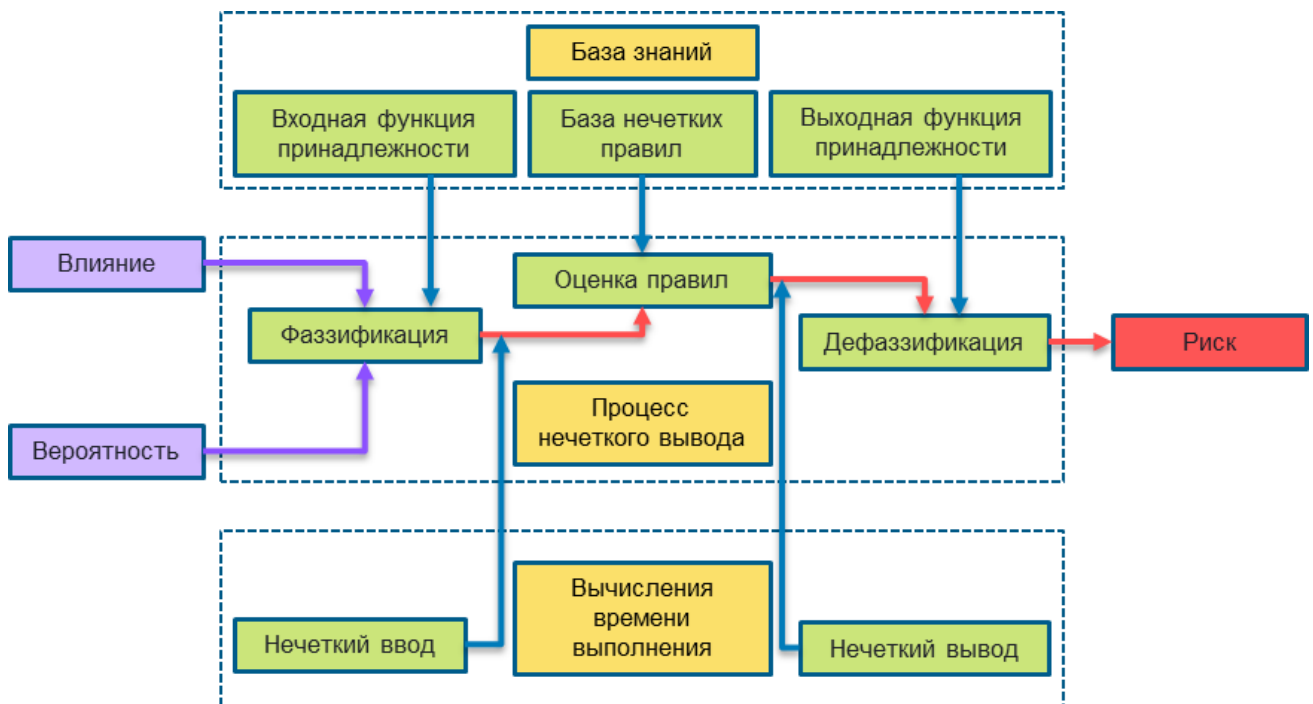 База знаний
Входная функция
принадлежности
База нечетких
правил
Выходная функция
принадлежности
Влияние
Оценка правил
Фаззификация
Дефаззификация
Риск
Процесс
нечеткого вывода
Вероятность
Вычисления
времени
выполнения
Нечеткий ввод
Нечеткий вывод